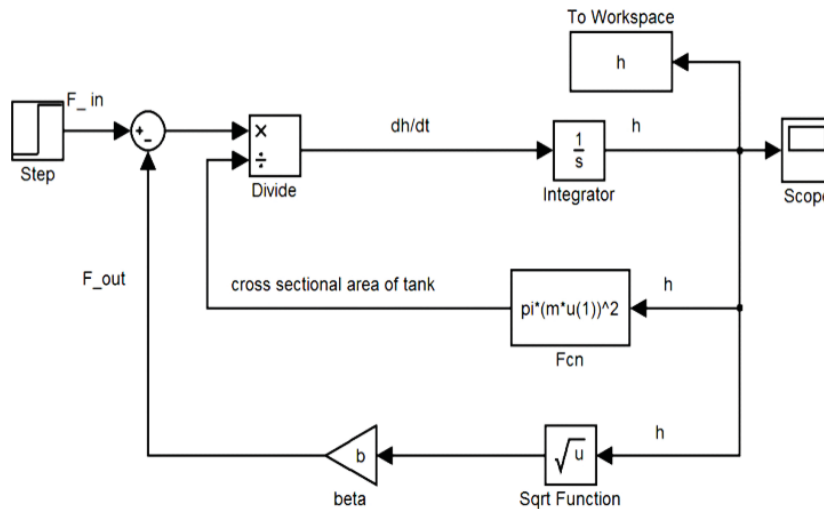 To Workspace
h
F_ in
+
-
Step
×
÷
Divide
dh/dt
1
s
Integrator
h
Scope
F_out
cross sectional area of tank
pi*(m*u(1))^2
Fcn
h
b
beta
√u
Sqrt Function
h